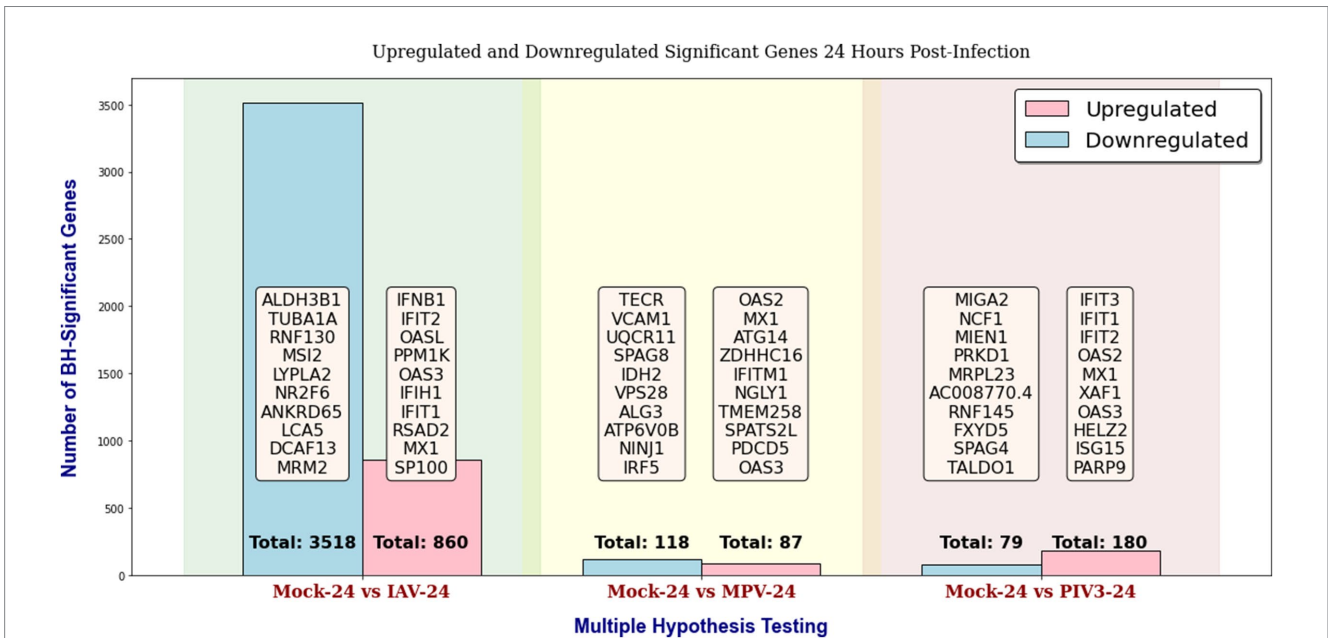 Upregulated and Downregulated Significant Genes 24 Hours Post-Infection
Upregulated
Downregulated
Number of BH-Significant Genes
3500
3000
2500
2000
1500
1000
500
0
ALDH3B1
TUBA1A
RNF130
MSI2
LYPLA2
NR2F6
ANKRD65
LCA5
DCAF13
MRM2
IFNB1
IFIT2
OASL
PPM1K
OAS3
IFIH1
IFIT1
RSAD2
MX1
SP100
TECR
VCAM1
UQCR11
SPAG8
IDH2
VPS28
ALG3
ATP6V0B
NINJ1
IRF5
OAS2
MX1
ATG14
ZDHHC16
IFITM1
NGLY1
TMEM258
SPATS2L
PDCD5
OAS3
MIGA2
NCF1
MIEN1
PRKD1
MRPL23
AC008770.4
RNF145
FXYD5
SPAG4
TALDO1
IFIT3
IFIT1
IFIT2
OAS2
MX1
XAF1
OAS3
HELZ2
ISG15
PARP9
Total: 3518 Total: 860 Total: 118 Total: 87 Total: 79 Total: 180
Mock-24 vs IAV-24 Mock-24 vs MPV-24 Mock-24 vs PIV3-24
Multiple Hypothesis Testing